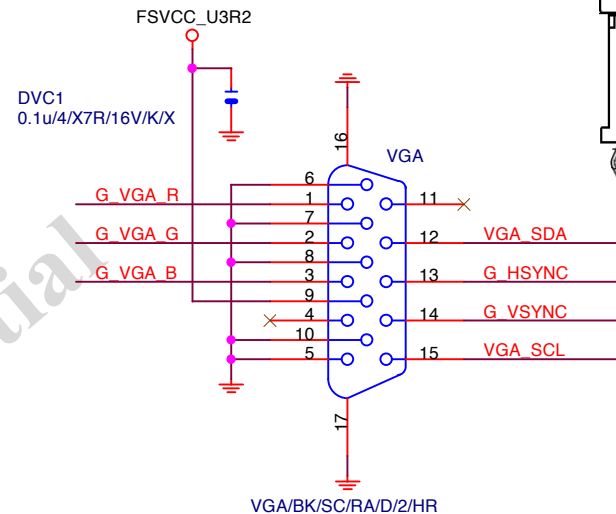 FSVCC_U3R2
DVC1
0.1u/4/X7R/16V/K/X
16
VGA
6
G_VGA_R
1
11
7
G_VGA_G
2
12
VGA_SDA
8
G_VGA_B
3
13
G_HSYNC
9
4
14
G_VSYNC
10
5
15
VGA_SCL
tial
17
VGA/BK/SC/RA/D/2/HR